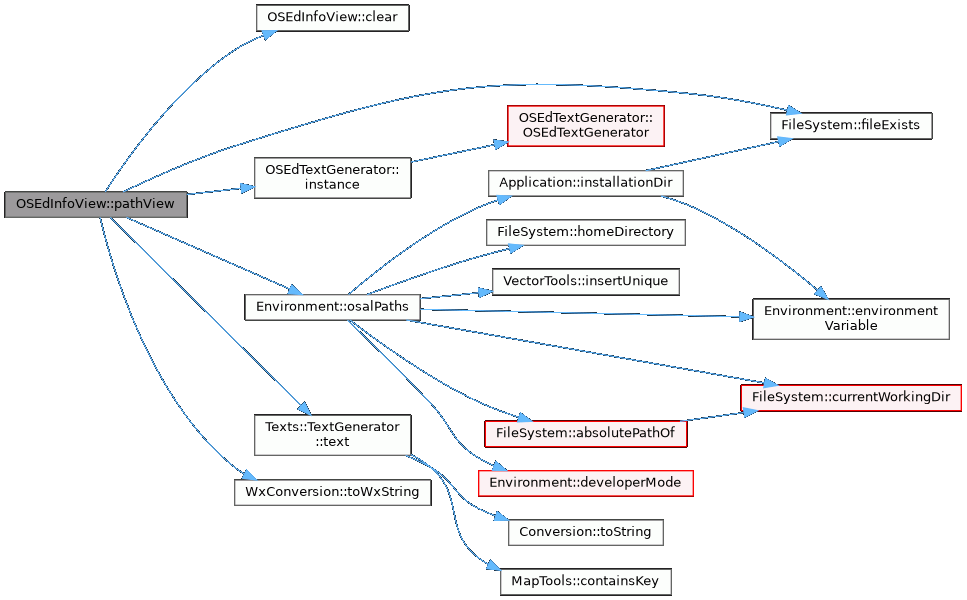 OSEdInfoView::clear
FileSystem::fileExists
OSEdTextGenerator::
OSEdTextGenerator
OSEdTextGenerator::
instance
Application::installationDir
OSEdInfoView::pathView
FileSystem::homeDirectory
VectorTools::insertUnique
Environment::osalPaths
Environment::environment
Variable
FileSystem::currentWorkingDir
Texts::TextGenerator
::text
FileSystem::absolutePathOf
Environment::developerMode
WxConversion::toWxString
Conversion::toString
MapTools::containsKey